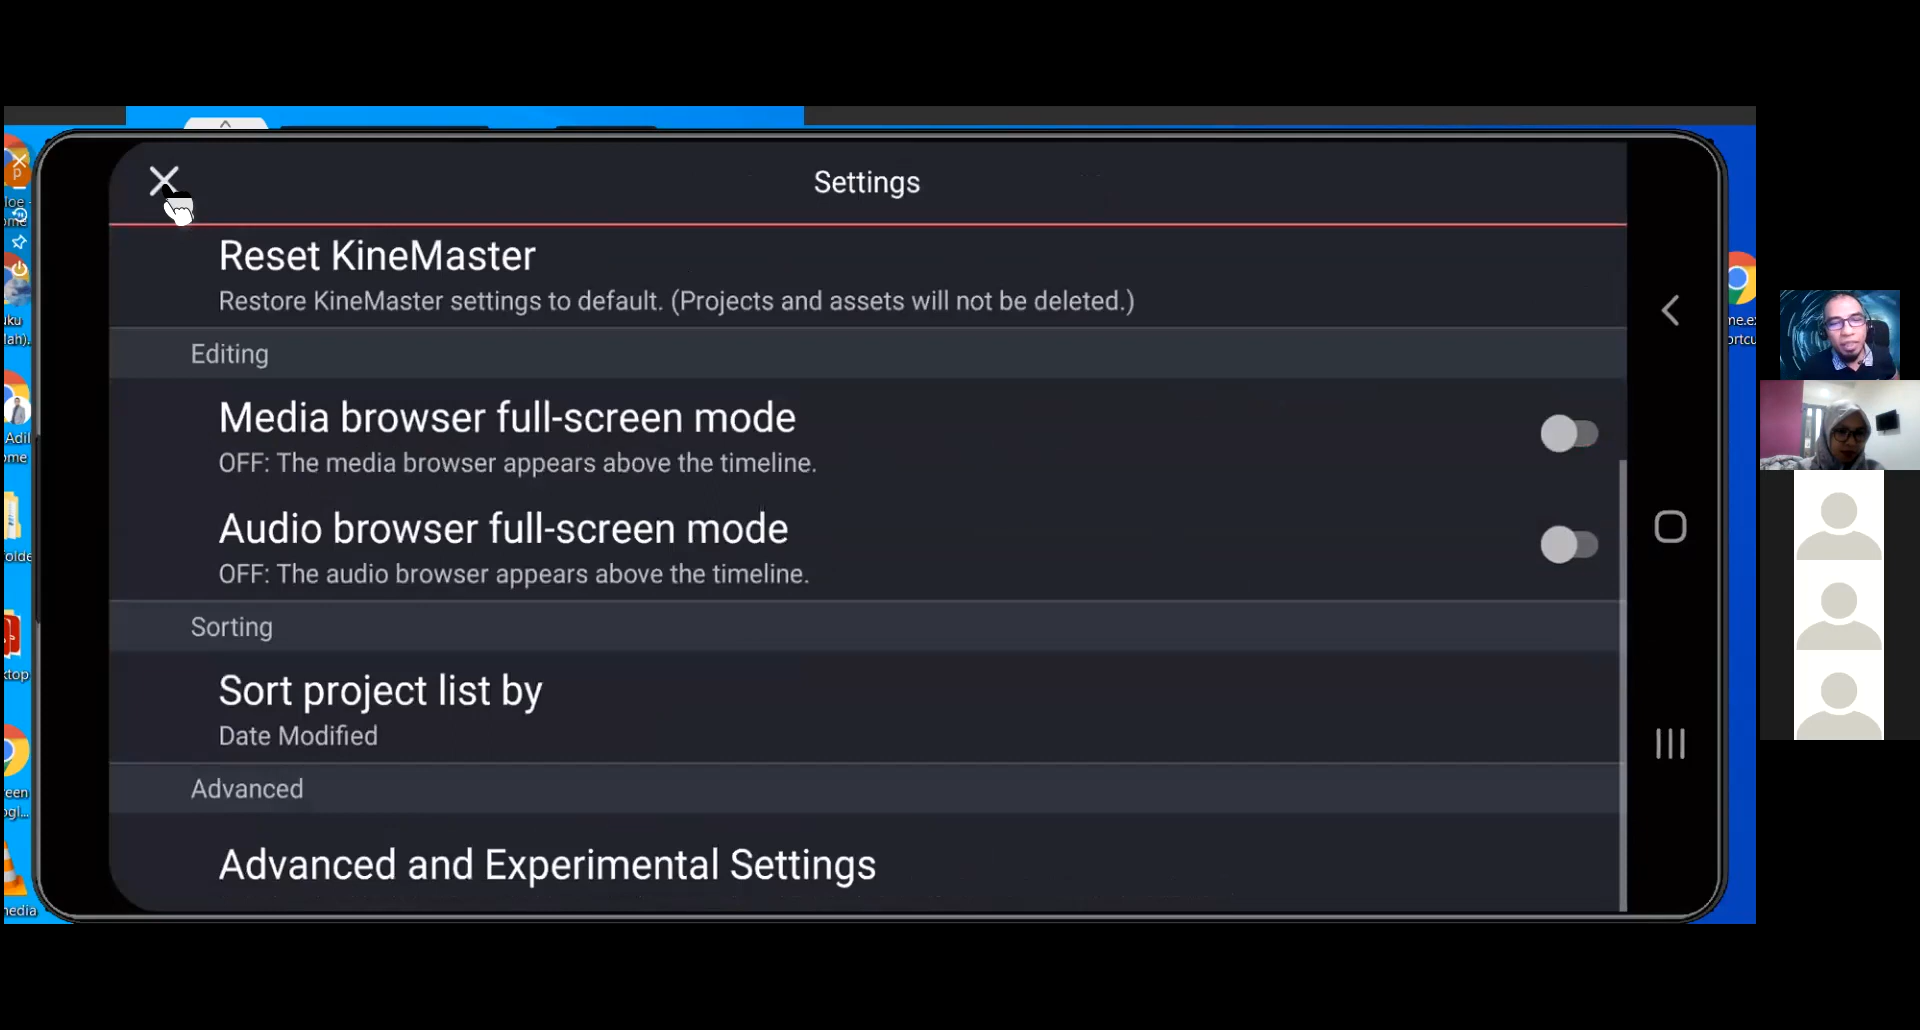 Settings
Reset KineMaster
Restore KineMaster settings to default. (Projects and assets will not be deleted.)
Editing
Media browser full-screen mode
OFF: The media browser appears above the timeline.
Audio browser full-screen mode
OFF: The audio browser appears above the timeline.
Sorting
Sort project list by
Date Modified
Advanced
Advanced and Experimental Settings
Adil
media